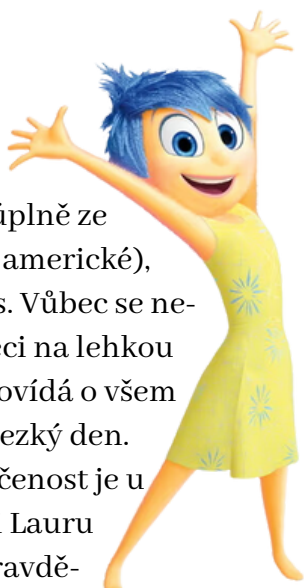 úplně ze
americké),
s. Vůbec se ne-
eci na lehkou
ovídá o všem
ezký den.
čenost je u
Lauru
ravdě-